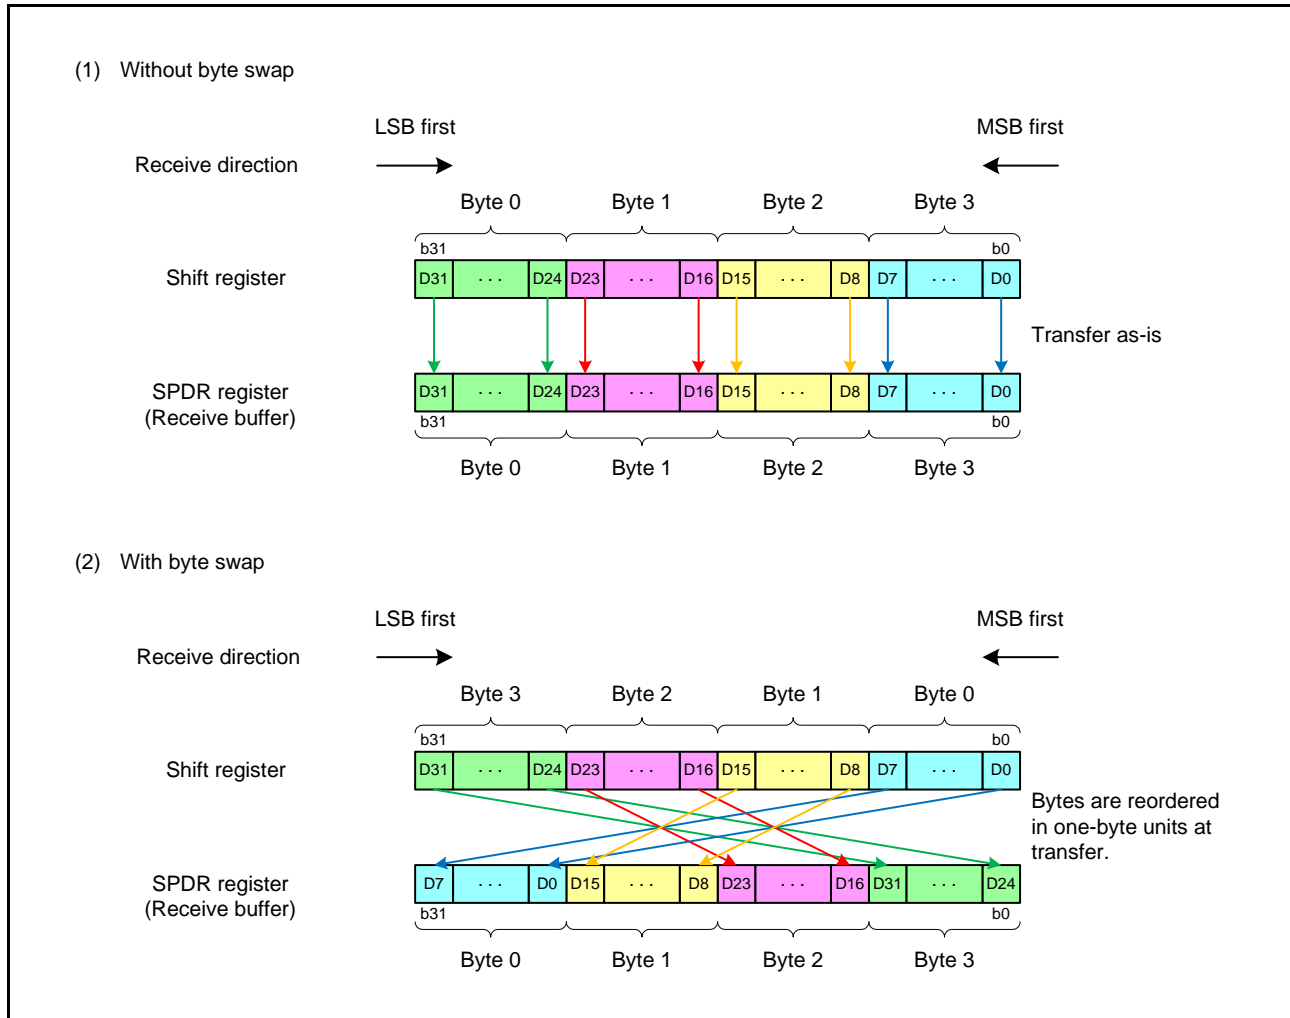 (1) Without byte swap
LSB first MSB first
Receive direction
Byte 0 Byte 1 Byte 2 Byte 3
b31 b0
Shift register D31 ... D24 D23 ... D16 D15 ... D8 D7 ... D0
Transfer as-is
SPDR register D31 ... D24 D23 ... D16 D15 ... D8 D7 ... D0
(Receive buffer)
b31 b0
Byte 0 Byte 1 Byte 2 Byte 3
(2) With byte swap
LSB first MSB first
Receive direction
Byte 3 Byte 2 Byte 1 Byte 0
b31 b0
Shift register D31 ... D24 D23 ... D16 D15 ... D8 D7 ... D0
Bytes are reordered
in one-byte units at
transfer.
SPDR register D7 ... D0 D15 ... D8 D23 ... D16 D31 ... D24
(Receive buffer)
b31 b0
Byte 0 Byte 1 Byte 2 Byte 3